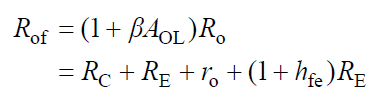 R_of = (1 + βA_OL)R_o
= R_C + R_E + r_o + (1 + h_fe)R_E